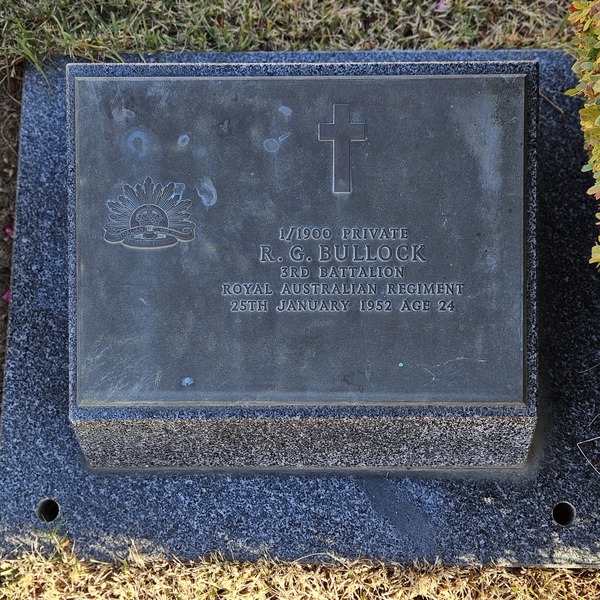 1/1900 PRIVATE
R. G. BULLOCK
3RD BATTALION
ROYAL AUSTRALIAN REGIMENT
25TH JANUARY 1952 AGE 24